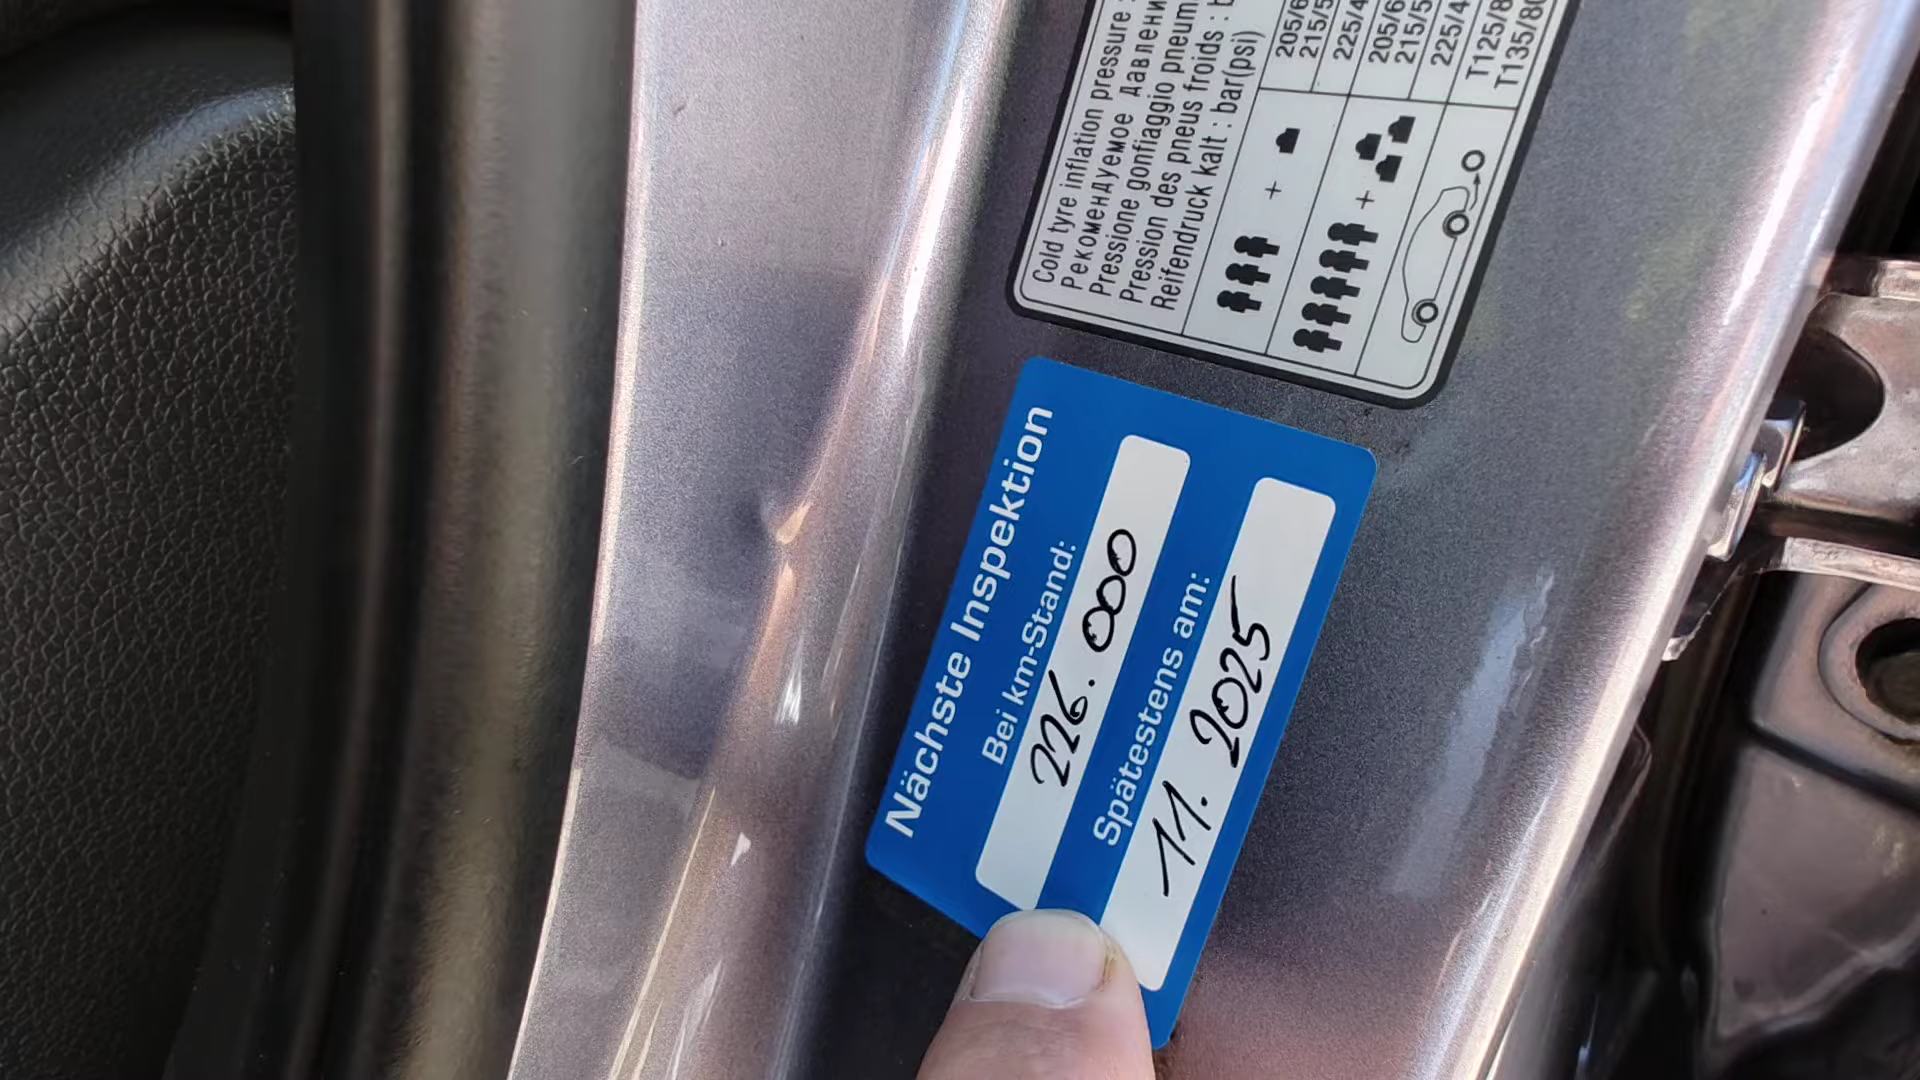 Cold tyre inflation pressure :
Рекомендуемое давлени
Pressione gonfiaggio pneum
Pression des pneus froids : b
Reifendruck kalt : bar(psi)
205/6
215/5
225/4
205/6
215/5
225/4
T125/8
T135/80
+
+
Nächste Inspektion
Bei km-Stand:
226.000
Spätestens am:
11.2025